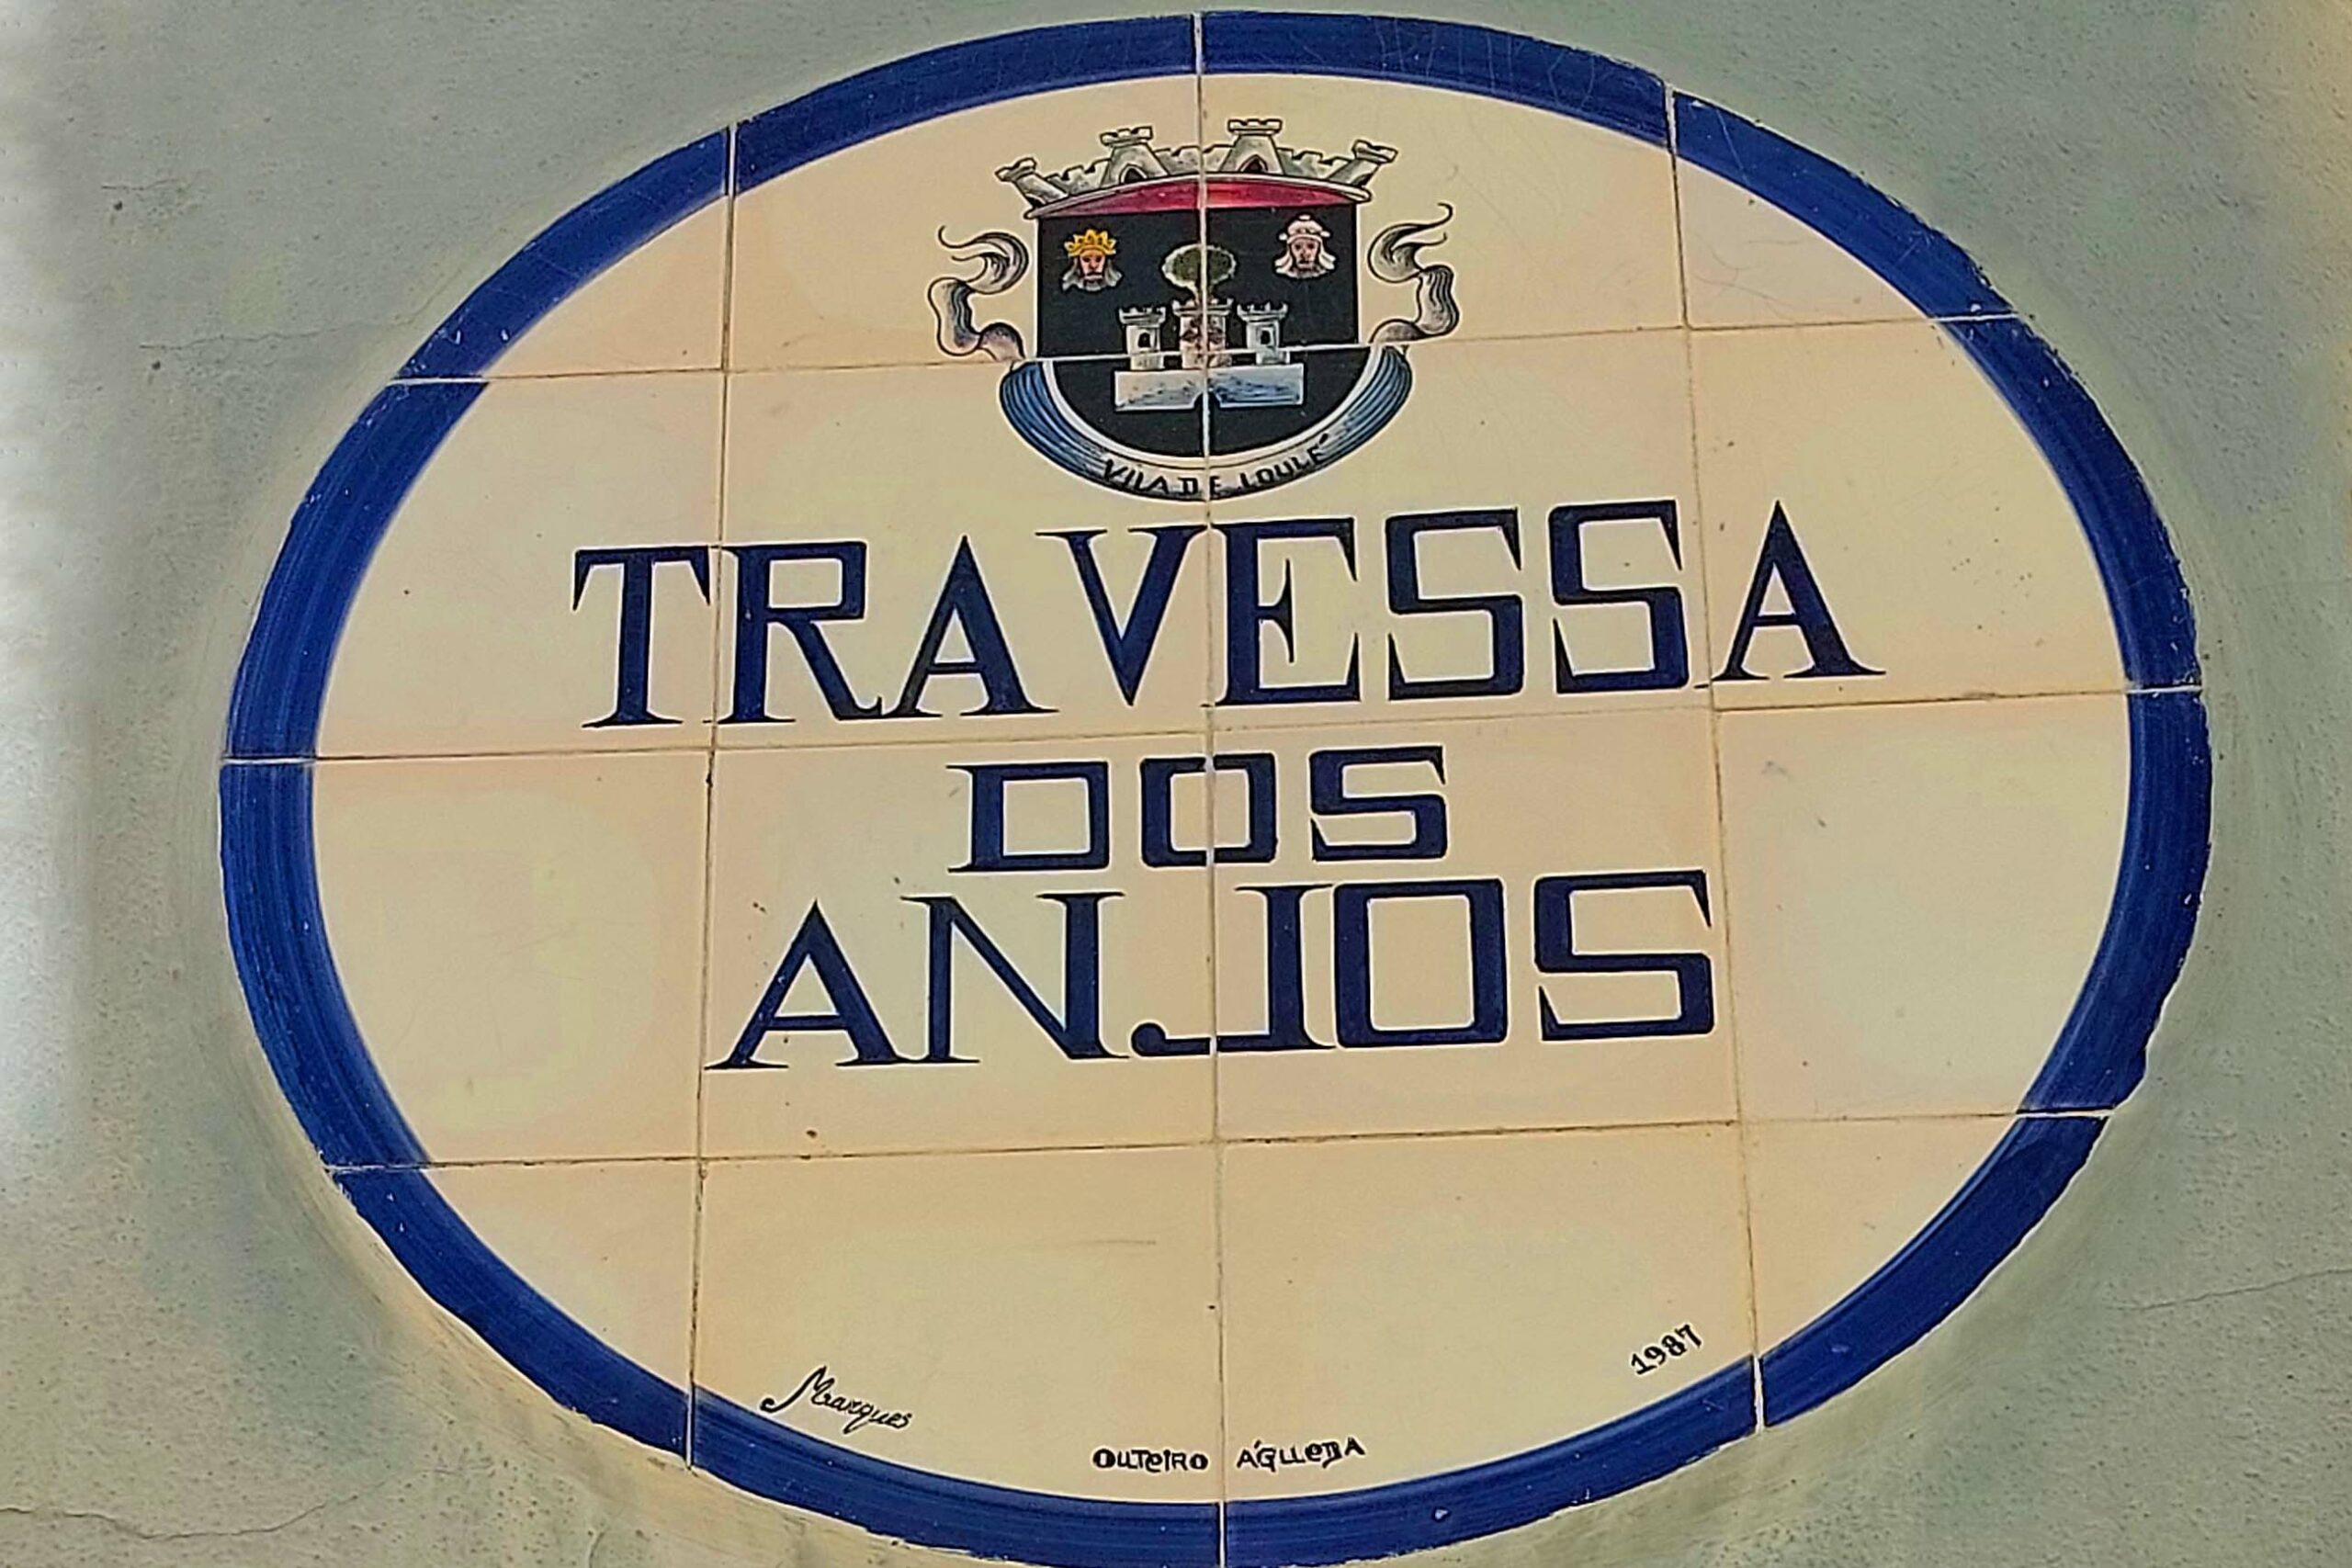 VILA DE LOULÉ
TRAVESSA
DOS
ANJOS
Marques
OUTeiRO ÁGUeDA
1987